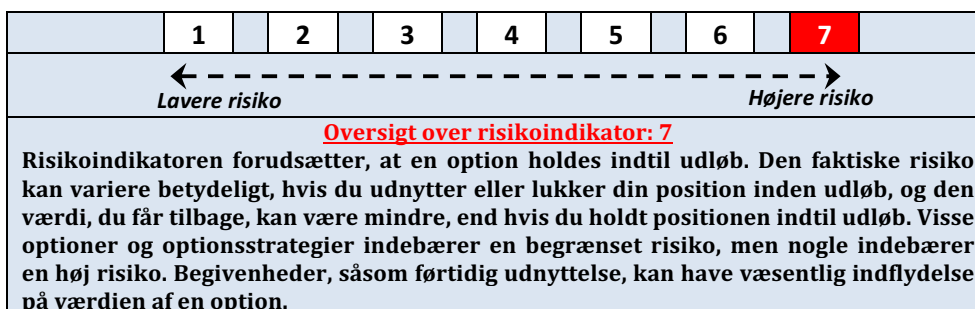 1 2 3 4 5 6 7
Lavere risiko Højere risiko
Oversigt over risikoindikator: 7
Risikoindikatoren forudsætter, at en option holdes indtil udløb. Den faktiske risiko
kan variere betydeligt, hvis du udnytter eller lukker din position inden udløb, og den
værdi, du får tilbage, kan være mindre, end hvis du holdt positionen indtil udløb. Visse
optioner og optionsstrategier indebærer en begrænset risiko, men nogle indebærer
en høj risiko. Begivenheder, såsom førtidig udnyttelse, kan have væsentlig indflydelse
på værdien af en option.